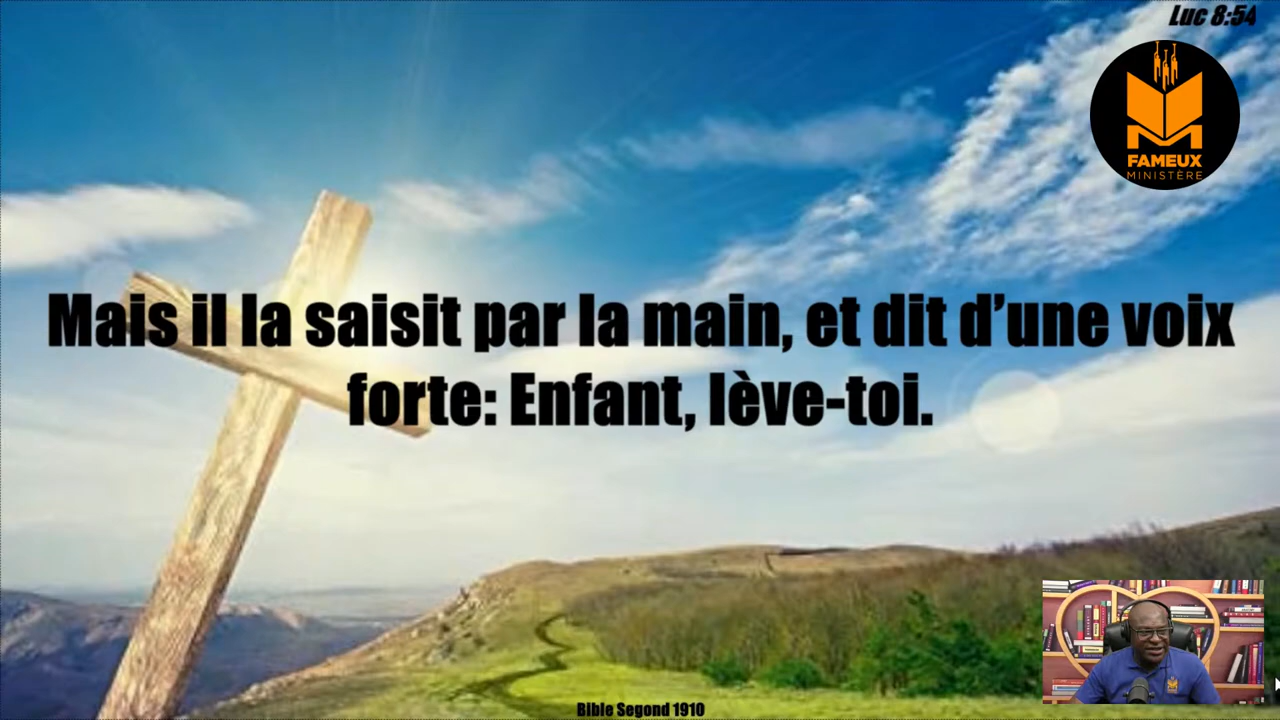 Luc 8:54
FAMEUX
MINISTÈRE
Mais il la saisit par la main, et dit d’une voix
forte: Enfant, lève-toi.
Bible Segond 1910